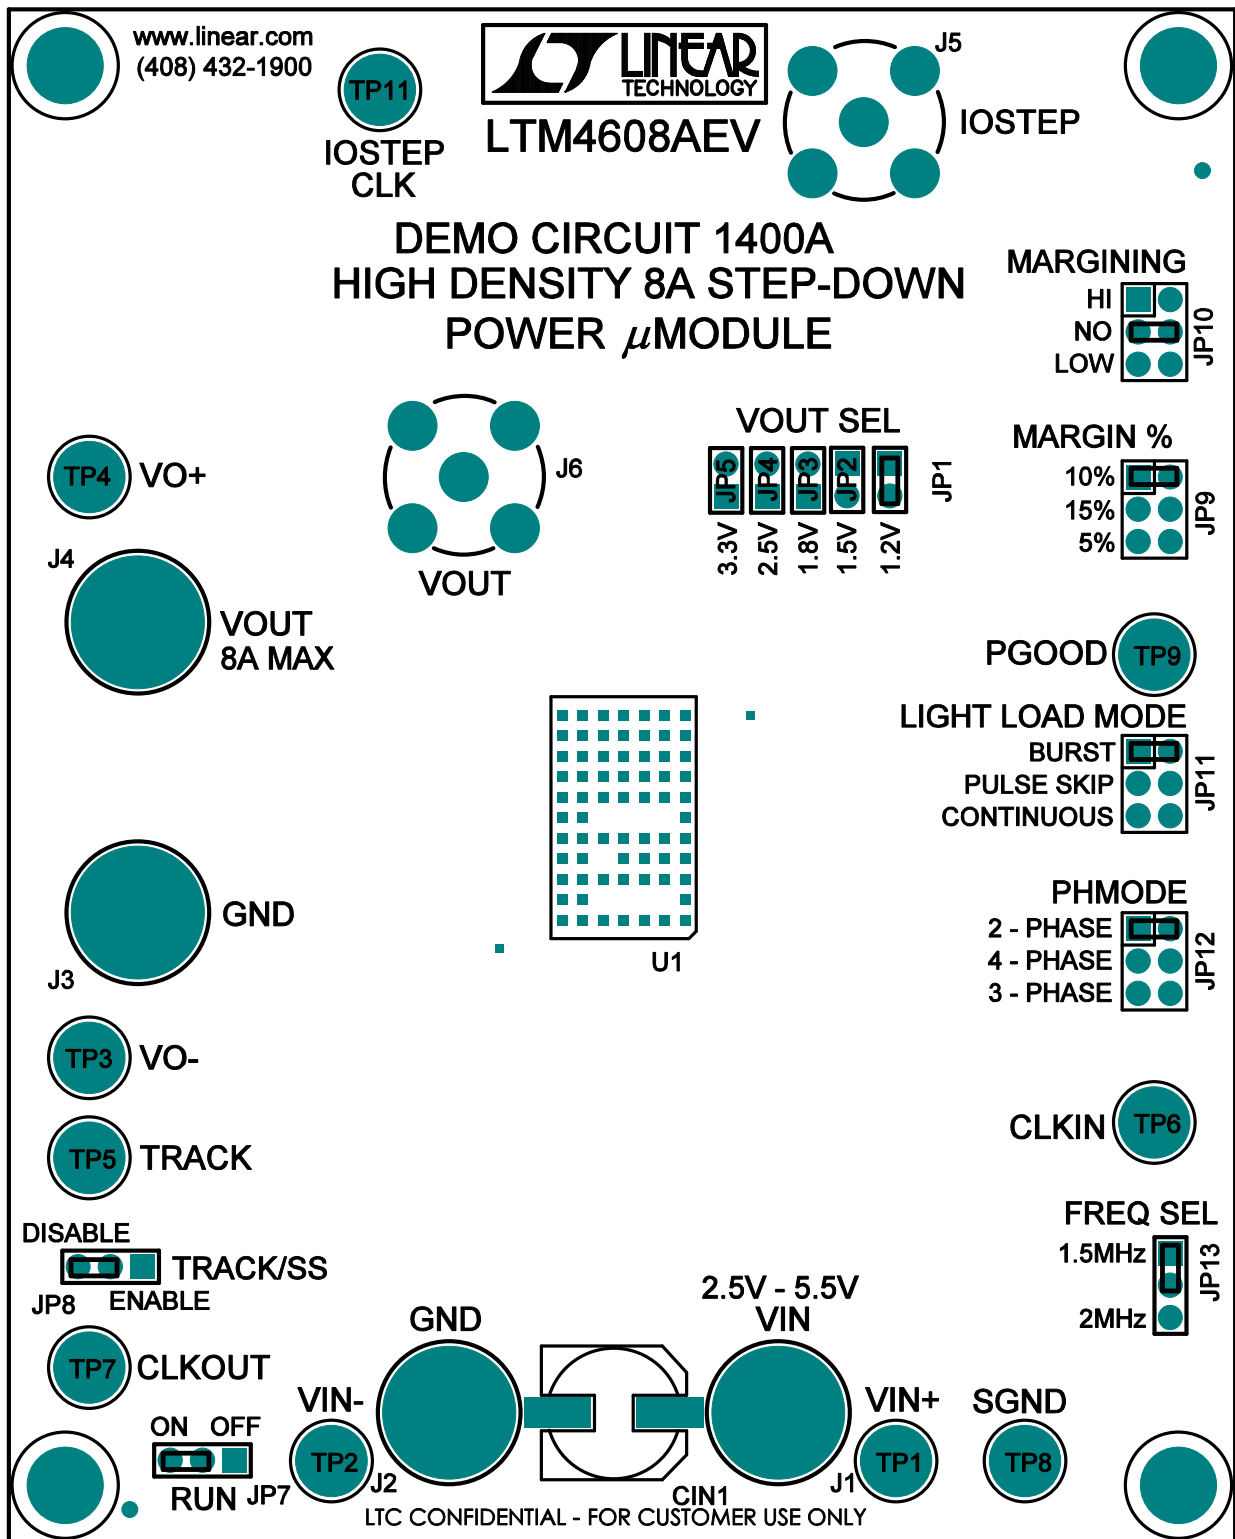 www.linear.com
(408) 432-1900
TP11
IOSTEP
CLK
LINEAR
TECHNOLOGY
LTM4608AEV
J5
IOSTEP
DEMO CIRCUIT 1400A
HIGH DENSITY 8A STEP-DOWN
POWER µMODULE
MARGINING
HI
NO
LOW
JP10
TP4
VO+
J6
VOUT
VOUT SEL
JP5
JP4
JP3
JP2
JP1
3.3V
2.5V
1.8V
1.5V
1.2V
MARGIN %
10%
15%
5%
JP9
J4
VOUT
8A MAX
PGOOD
TP9
LIGHT LOAD MODE
BURST
PULSE SKIP
CONTINUOUS
JP11
GND
J3
U1
PHMODE
2 - PHASE
4 - PHASE
3 - PHASE
JP12
TP3
VO-
TP5
TRACK
CLKIN
TP6
DISABLE
TRACK/SS
JP8
ENABLE
FREQ SEL
1.5MHz
2MHz
JP13
TP7
CLKOUT
GND
2.5V - 5.5V
VIN
ON
OFF
RUN
JP7
VIN-
TP2
J2
CIN1
J1
VIN+
TP1
SGND
TP8
LTC CONFIDENTIAL - FOR CUSTOMER USE ONLY